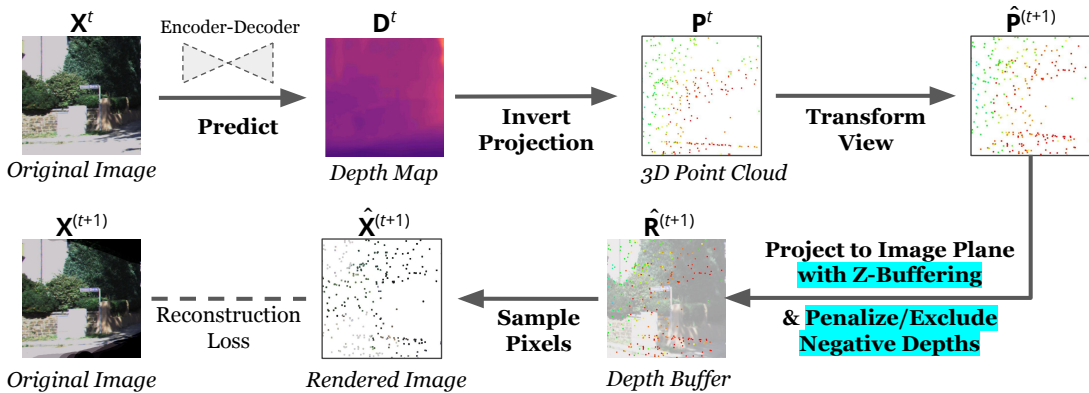 X^t
Encoder-Decoder
D^t
P^t
P̂^(t+1)
Predict
Invert
Projection
Transform
View
Original Image
Depth Map
3D Point Cloud
X^(t+1)
X̂^(t+1)
R̂^(t+1)
Project to Image Plane
with Z-Buffering
& Penalize/Exclude
Negative Depths
Reconstruction
Loss
Sample
Pixels
Original Image
Rendered Image
Depth Buffer